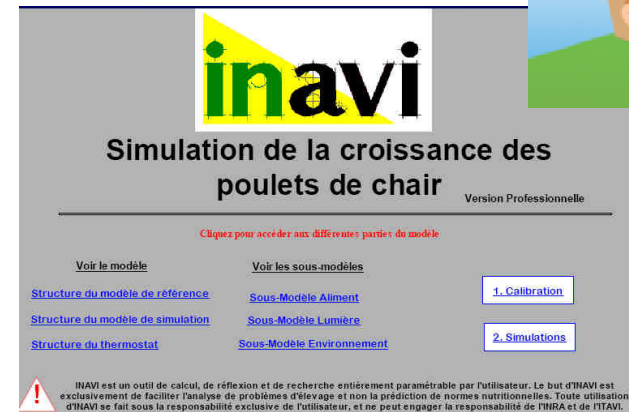 inavi
Simulation de la croissance des
poulets de chair
Version Professionnelle
Cliquez pour accéder aux différentes parties du modèle
Voir le modèle
Structure du modèle de référence
Structure du modèle de simulation
Structure du thermostat
Voir les sous-modèles
Sous-Modèle Aliment
Sous-Modèle Lumière
Sous-Modèle Environnement
1. Calibration
2. Simulations
!
INAVI est un outil de calcul, de réflexion et de recherche entièrement paramétrable par l'utilisateur. Le but d'INAVI est
exclusivement de faciliter l'analyse de problèmes d'élevage et non la prédiction de normes nutritionnelles. Toute utilisation
d'INAVI se fait sous la responsabilité exclusive de l'utilisateur, et ne peut engager la responsabilité de l'INRA et de l'ITAVI.